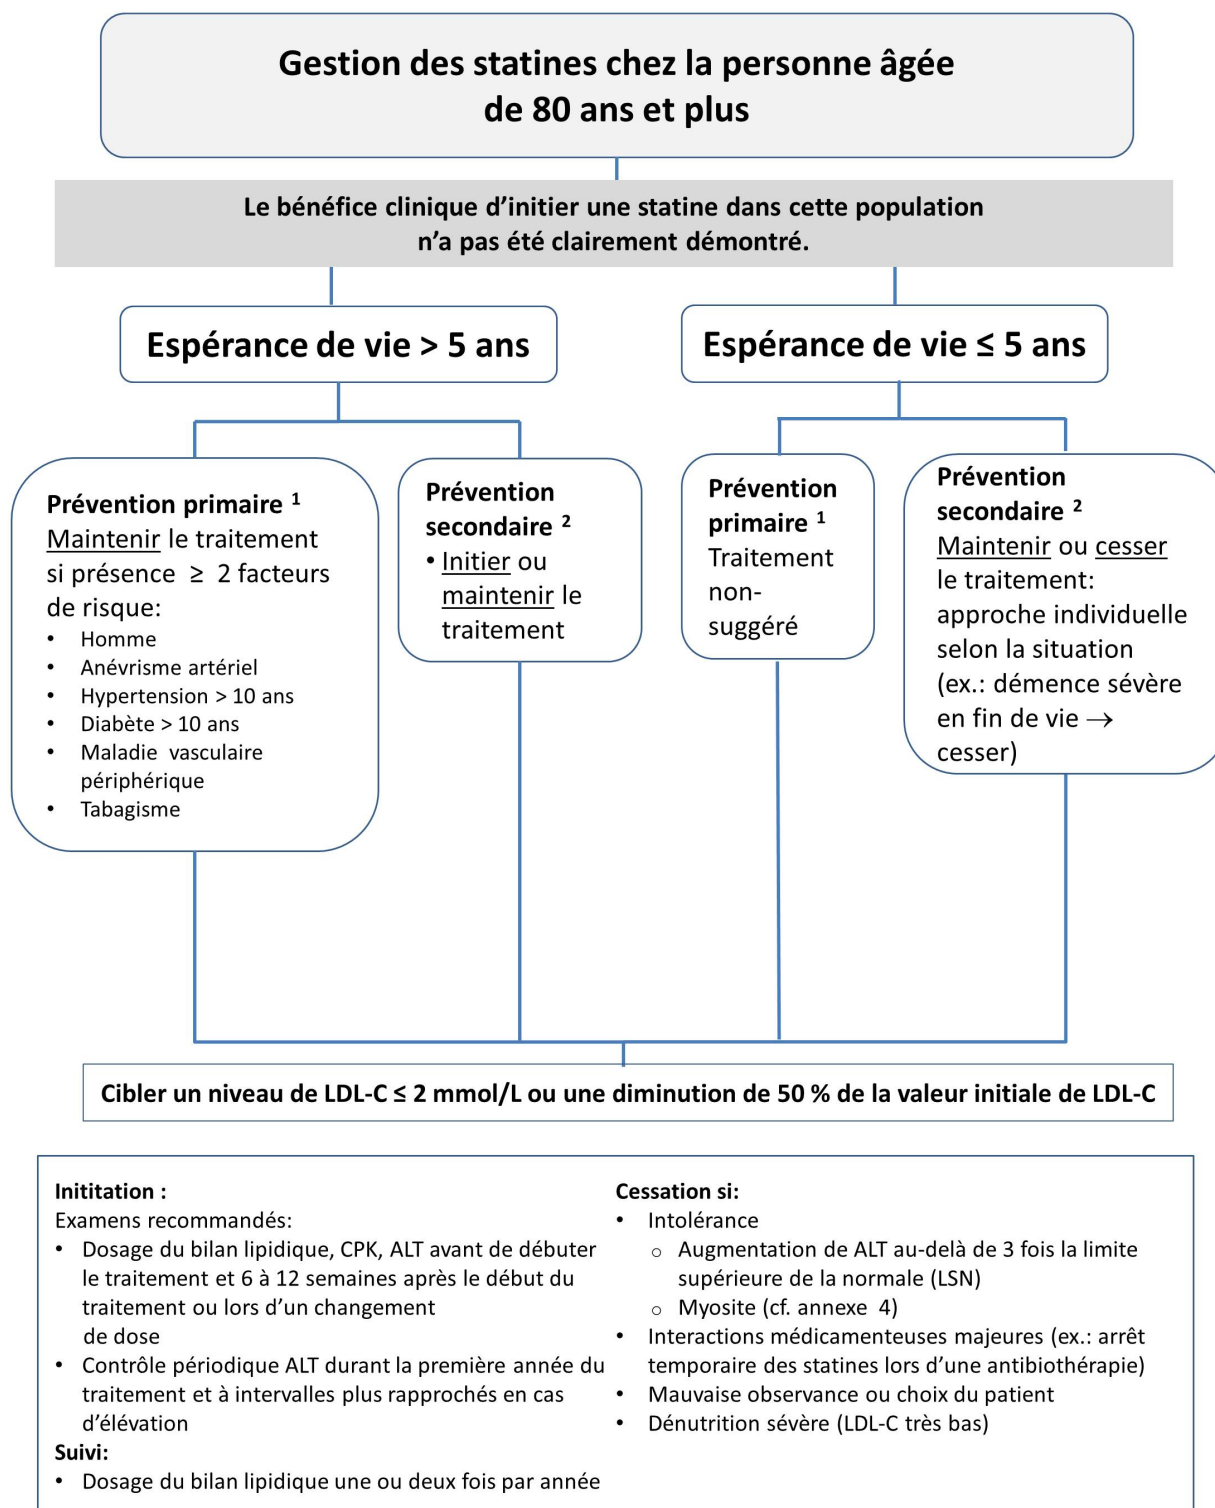 Gestion des statines chez la personne âgée
de 80 ans et plus
Le bénéfice clinique d’initier une statine dans cette population
n’a pas été clairement démontré.
Espérance de vie > 5 ans
Espérance de vie ≤ 5 ans
Prévention primaire ¹
Maintenir le traitement
si présence ≥ 2 facteurs
de risque:
• Homme
• Anévrisme artériel
• Hypertension > 10 ans
• Diabète > 10 ans
• Maladie vasculaire
périphérique
• Tabagisme
Prévention
secondaire ²
• Initier ou
maintenir le
traitement
Prévention
primaire ¹
Traitement
non-
suggéré
Prévention
secondaire ²
Maintenir ou cesser
le traitement:
approche individuelle
selon la situation
(ex.: démence sévère
en fin de vie →
cesser)
Cibler un niveau de LDL-C ≤ 2 mmol/L ou une diminution de 50 % de la valeur initiale de LDL-C
Inititation :
Examens recommandés:
• Dosage du bilan lipidique, CPK, ALT avant de débuter
le traitement et 6 à 12 semaines après le début du
traitement ou lors d’un changement
de dose
• Contrôle périodique ALT durant la première année du
traitement et à intervalles plus rapprochés en cas
d’élévation
Suivi:
• Dosage du bilan lipidique une ou deux fois par année
Cessation si:
• Intolérance
o Augmentation de ALT au-delà de 3 fois la limite
supérieure de la normale (LSN)
o Myosite (cf. annexe 4)
• Interactions médicamenteuses majeures (ex.: arrêt
temporaire des statines lors d’une antibiothérapie)
• Mauvaise observance ou choix du patient
• Dénutrition sévère (LDL-C très bas)